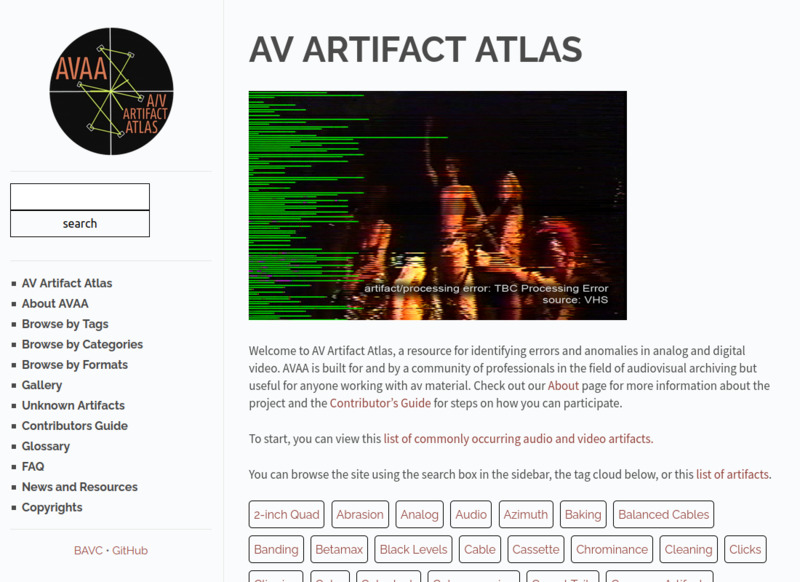 AVAA
A/V
ARTIFACT
ATLAS
search
AV Artifact Atlas
About AVAA
Browse by Tags
Browse by Categories
Browse by Formats
Gallery
Unknown Artifacts
Contributors Guide
Glossary
FAQ
News and Resources
Copyrights
BAVC • GitHub
AV ARTIFACT ATLAS
artifact/processing error: TBC Processing Error
source: VHS
Welcome to AV Artifact Atlas, a resource for identifying errors and anomalies in analog and digital
video. AVAA is built for and by a community of professionals in the field of audiovisual archiving but
useful for anyone working with av material. Check out our About page for more information about the
project and the Contributor's Guide for steps on how you can participate.
To start, you can view this list of commonly occurring audio and video artifacts.
You can browse the site using the search box in the sidebar, the tag cloud below, or this list of artifacts.
2-inch Quad Abrasion Analog Audio Azimuth Baking Balanced Cables
Banding Betamax Black Levels Cable Cassette Chrominance Cleaning Clicks